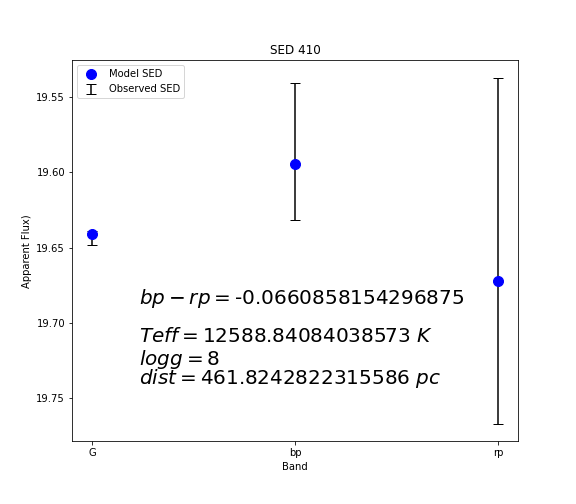 SED 410
Model SED
Observed SED
19.55
19.60
19.65
19.70
19.75
Apparent Flux)
bp − rp = -0.0660858154296875
Teff = 12588.84084038573 K
logg = 8
dist = 461.8242822315586 pc
G bp rp
Band